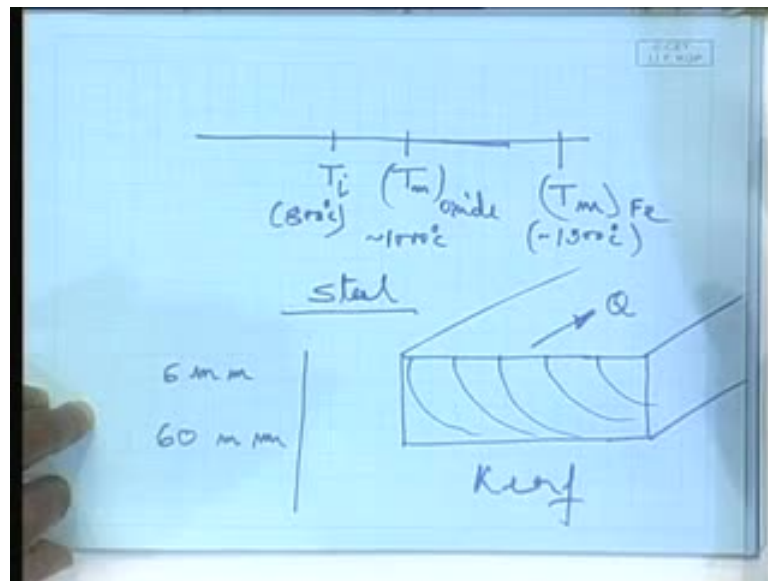 Ti (Tm) oxide (Tm) Fe
(800°C) ~1000°C (~1500°C)
Steel
Q
6 mm
60 mm
Kerf